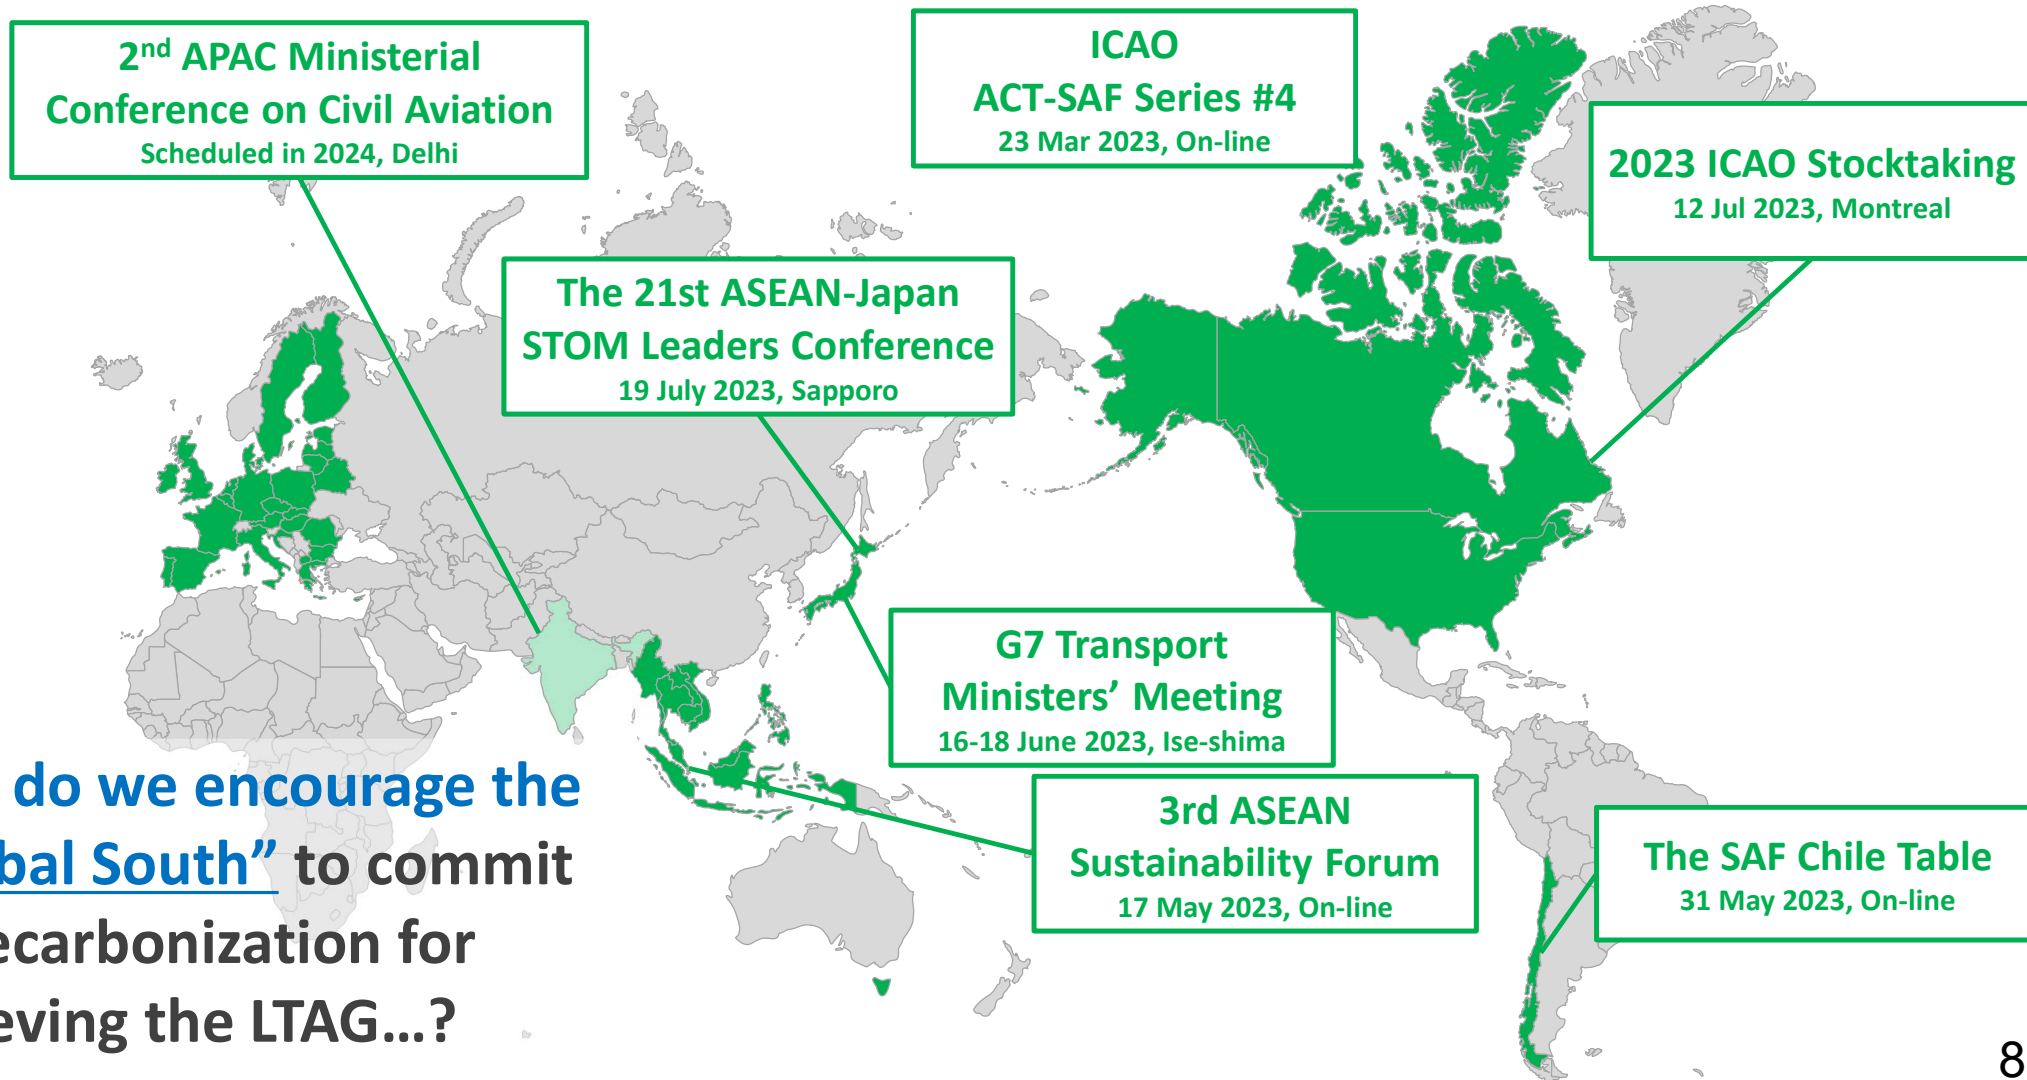 2nd APAC Ministerial
Conference on Civil Aviation
Scheduled in 2024, Delhi
ICAO
ACT-SAF Series #4
23 Mar 2023, On-line
2023 ICAO Stocktaking
12 Jul 2023, Montreal
The 21st ASEAN-Japan
STOM Leaders Conference
19 July 2023, Sapporo
G7 Transport
Ministers’ Meeting
16-18 June 2023, Ise-shima
3rd ASEAN
Sustainability Forum
17 May 2023, On-line
The SAF Chile Table
31 May 2023, On-line
do we encourage the
bal South” to commit
ecarbonization for
eving the LTAG...?
8